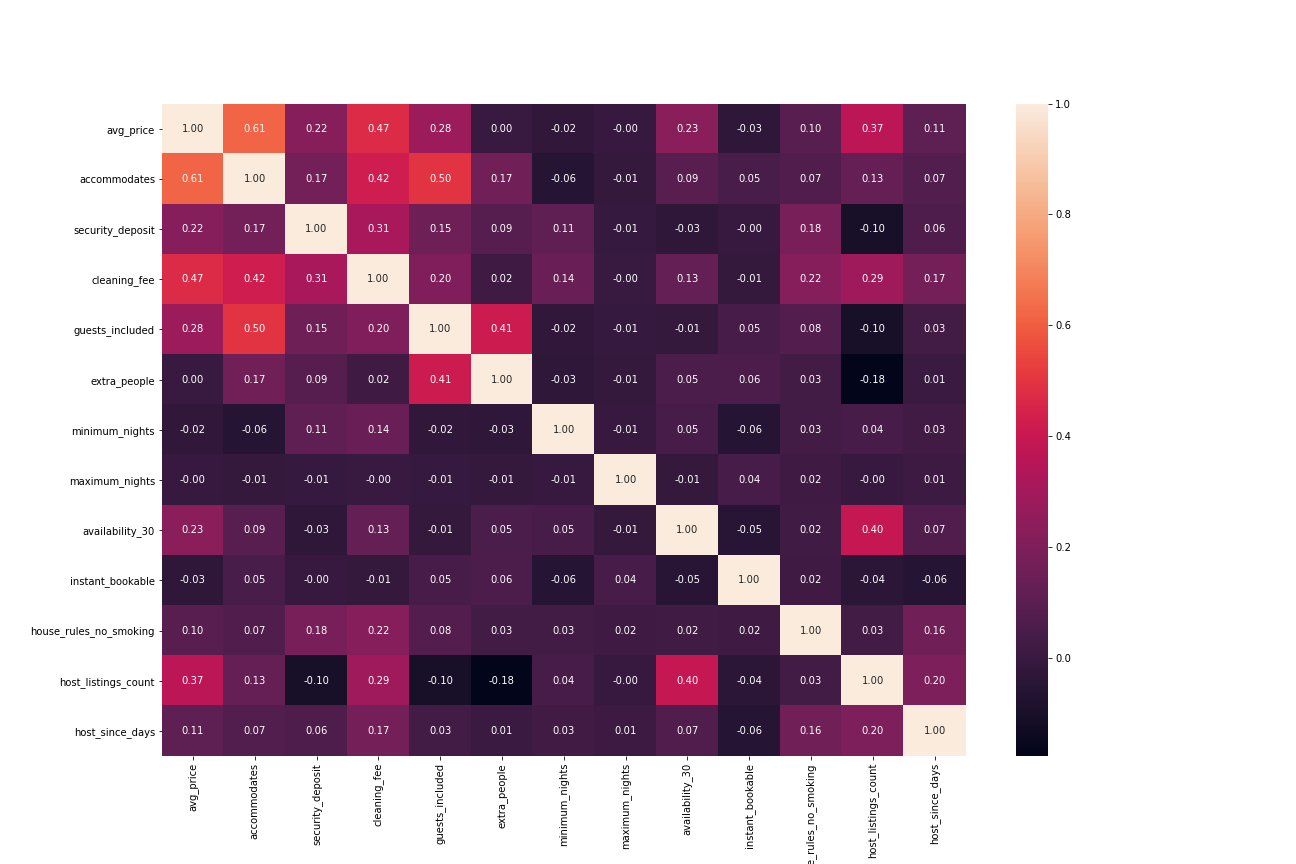 avg_price 1.00 0.61 0.22 0.47 0.28 0.00 -0.02 -0.00 0.23 -0.03 0.10 0.37 0.11
accommodates 0.61 1.00 0.17 0.42 0.50 0.17 -0.06 -0.01 0.09 0.05 0.07 0.13 0.07
security_deposit 0.22 0.17 1.00 0.31 0.15 0.09 0.11 -0.01 -0.03 -0.00 0.18 -0.10 0.06
cleaning_fee 0.47 0.42 0.31 1.00 0.20 0.02 0.14 -0.00 0.13 -0.01 0.22 0.29 0.17
guests_included 0.28 0.50 0.15 0.20 1.00 0.41 -0.02 -0.01 -0.01 0.05 0.08 -0.10 0.03
extra_people 0.00 0.17 0.09 0.02 0.41 1.00 -0.03 -0.01 0.05 0.06 0.03 -0.18 0.01
minimum_nights -0.02 -0.06 0.11 0.14 -0.02 -0.03 1.00 -0.01 0.05 -0.06 0.03 0.04 0.03
maximum_nights -0.00 -0.01 -0.01 -0.00 -0.01 -0.01 -0.01 1.00 -0.01 0.04 0.02 -0.00 0.01
availability_30 0.23 0.09 -0.03 0.13 -0.01 0.05 0.05 -0.01 1.00 -0.05 0.02 0.40 0.07
instant_bookable -0.03 0.05 -0.00 -0.01 0.05 0.06 -0.06 0.04 -0.05 1.00 0.02 -0.04 -0.06
house_rules_no_smoking 0.10 0.07 0.18 0.22 0.08 0.03 0.03 0.02 0.02 0.02 1.00 0.03 0.16
host_listings_count 0.37 0.13 -0.10 0.29 -0.10 -0.18 0.04 -0.00 0.40 -0.04 0.03 1.00 0.20
host_since_days 0.11 0.07 0.06 0.17 0.03 0.01 0.03 0.01 0.07 -0.06 0.16 0.20 1.00
avg_price
accommodates
security_deposit
cleaning_fee
guests_included
extra_people
minimum_nights
maximum_nights
availability_30
instant_bookable
e_rules_no_smoking
host_listings_count
host_since_days
1.0
0.8
0.6
0.4
0.2
0.0